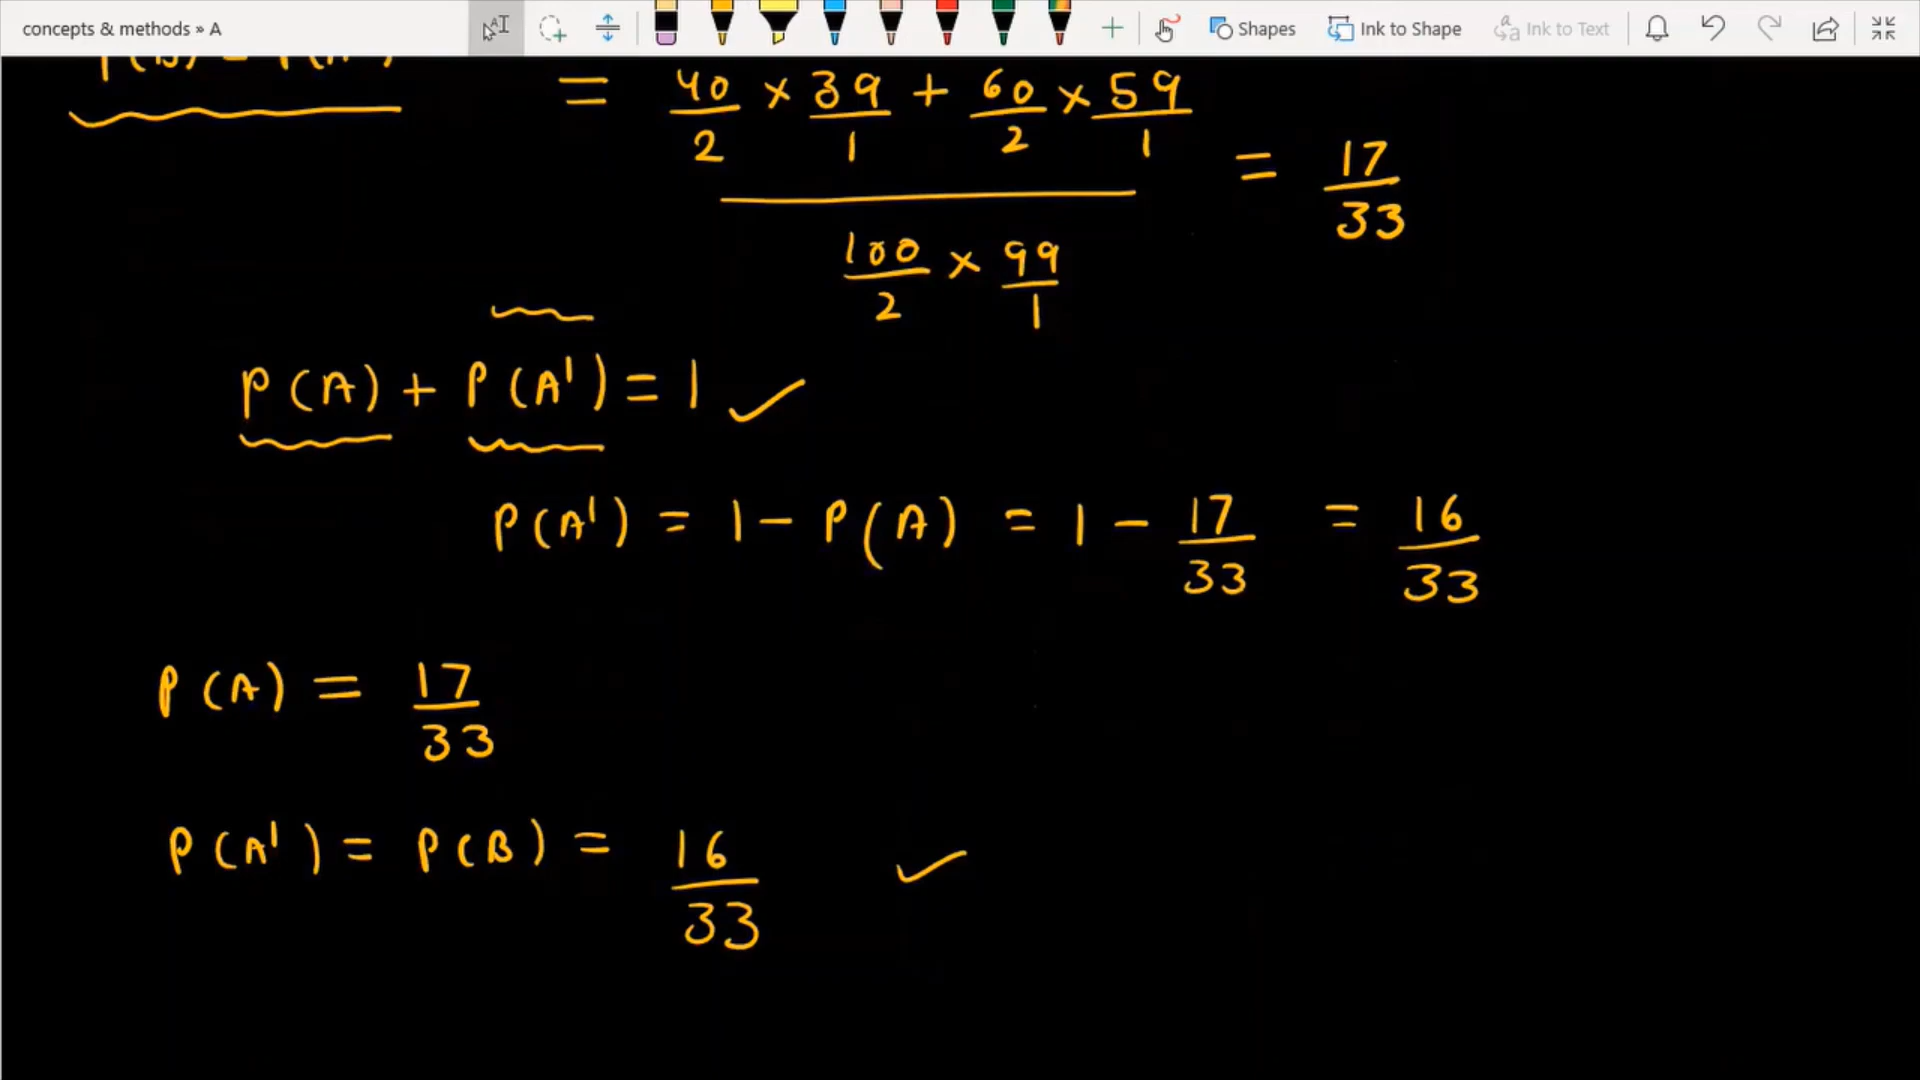 concepts & methods » A
Shapes Ink to Shape Ink to Text
= 40/2 × 39/1 + 60/2 × 59/1
100/2 × 99/1
= 17/33
P(A) + P(A') = 1 ✓
P(A') = 1 - P(A) = 1 - 17/33 = 16/33
P(A) = 17/33
P(A') = P(B) = 16/33 ✓